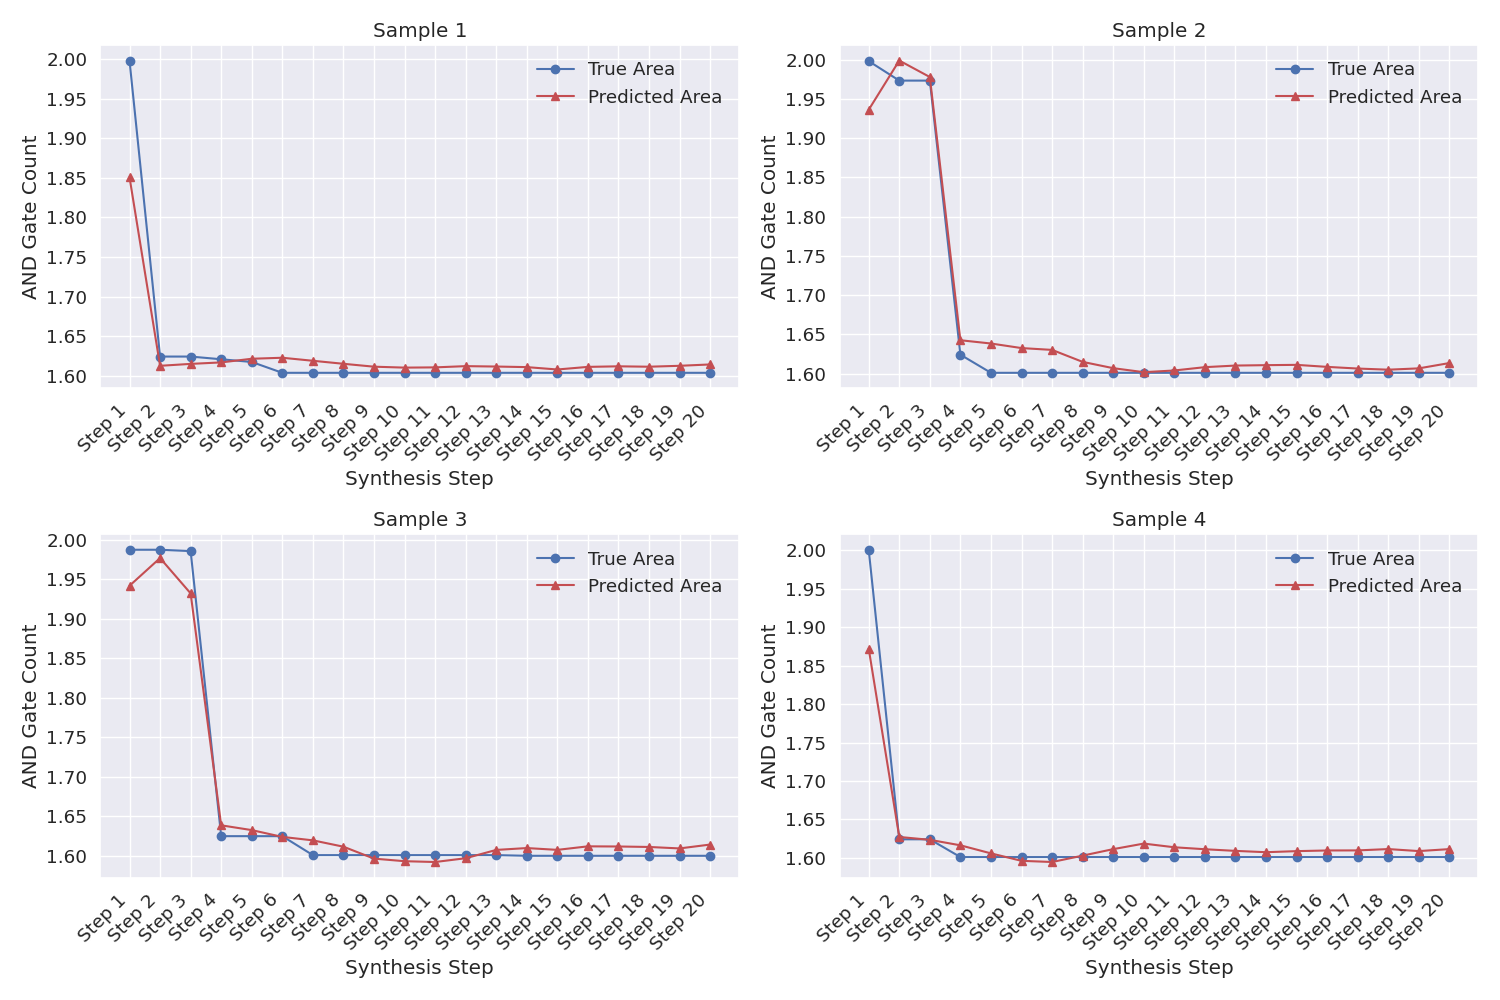 Sample 1
AND Gate Count
2.00
1.95
1.90
1.85
1.80
1.75
1.70
1.65
1.60
True Area
Predicted Area
Step 1
Step 2
Step 3
Step 4
Step 5
Step 6
Step 7
Step 8
Step 9
Step 10
Step 11
Step 12
Step 13
Step 14
Step 15
Step 16
Step 17
Step 18
Step 19
Step 20
Synthesis Step
Sample 2
AND Gate Count
2.00
1.95
1.90
1.85
1.80
1.75
1.70
1.65
1.60
True Area
Predicted Area
Step 1
Step 2
Step 3
Step 4
Step 5
Step 6
Step 7
Step 8
Step 9
Step 10
Step 11
Step 12
Step 13
Step 14
Step 15
Step 16
Step 17
Step 18
Step 19
Step 20
Synthesis Step
Sample 3
AND Gate Count
2.00
1.95
1.90
1.85
1.80
1.75
1.70
1.65
1.60
True Area
Predicted Area
Step 1
Step 2
Step 3
Step 4
Step 5
Step 6
Step 7
Step 8
Step 9
Step 10
Step 11
Step 12
Step 13
Step 14
Step 15
Step 16
Step 17
Step 18
Step 19
Step 20
Synthesis Step
Sample 4
AND Gate Count
2.00
1.95
1.90
1.85
1.80
1.75
1.70
1.65
1.60
True Area
Predicted Area
Step 1
Step 2
Step 3
Step 4
Step 5
Step 6
Step 7
Step 8
Step 9
Step 10
Step 11
Step 12
Step 13
Step 14
Step 15
Step 16
Step 17
Step 18
Step 19
Step 20
Synthesis Step